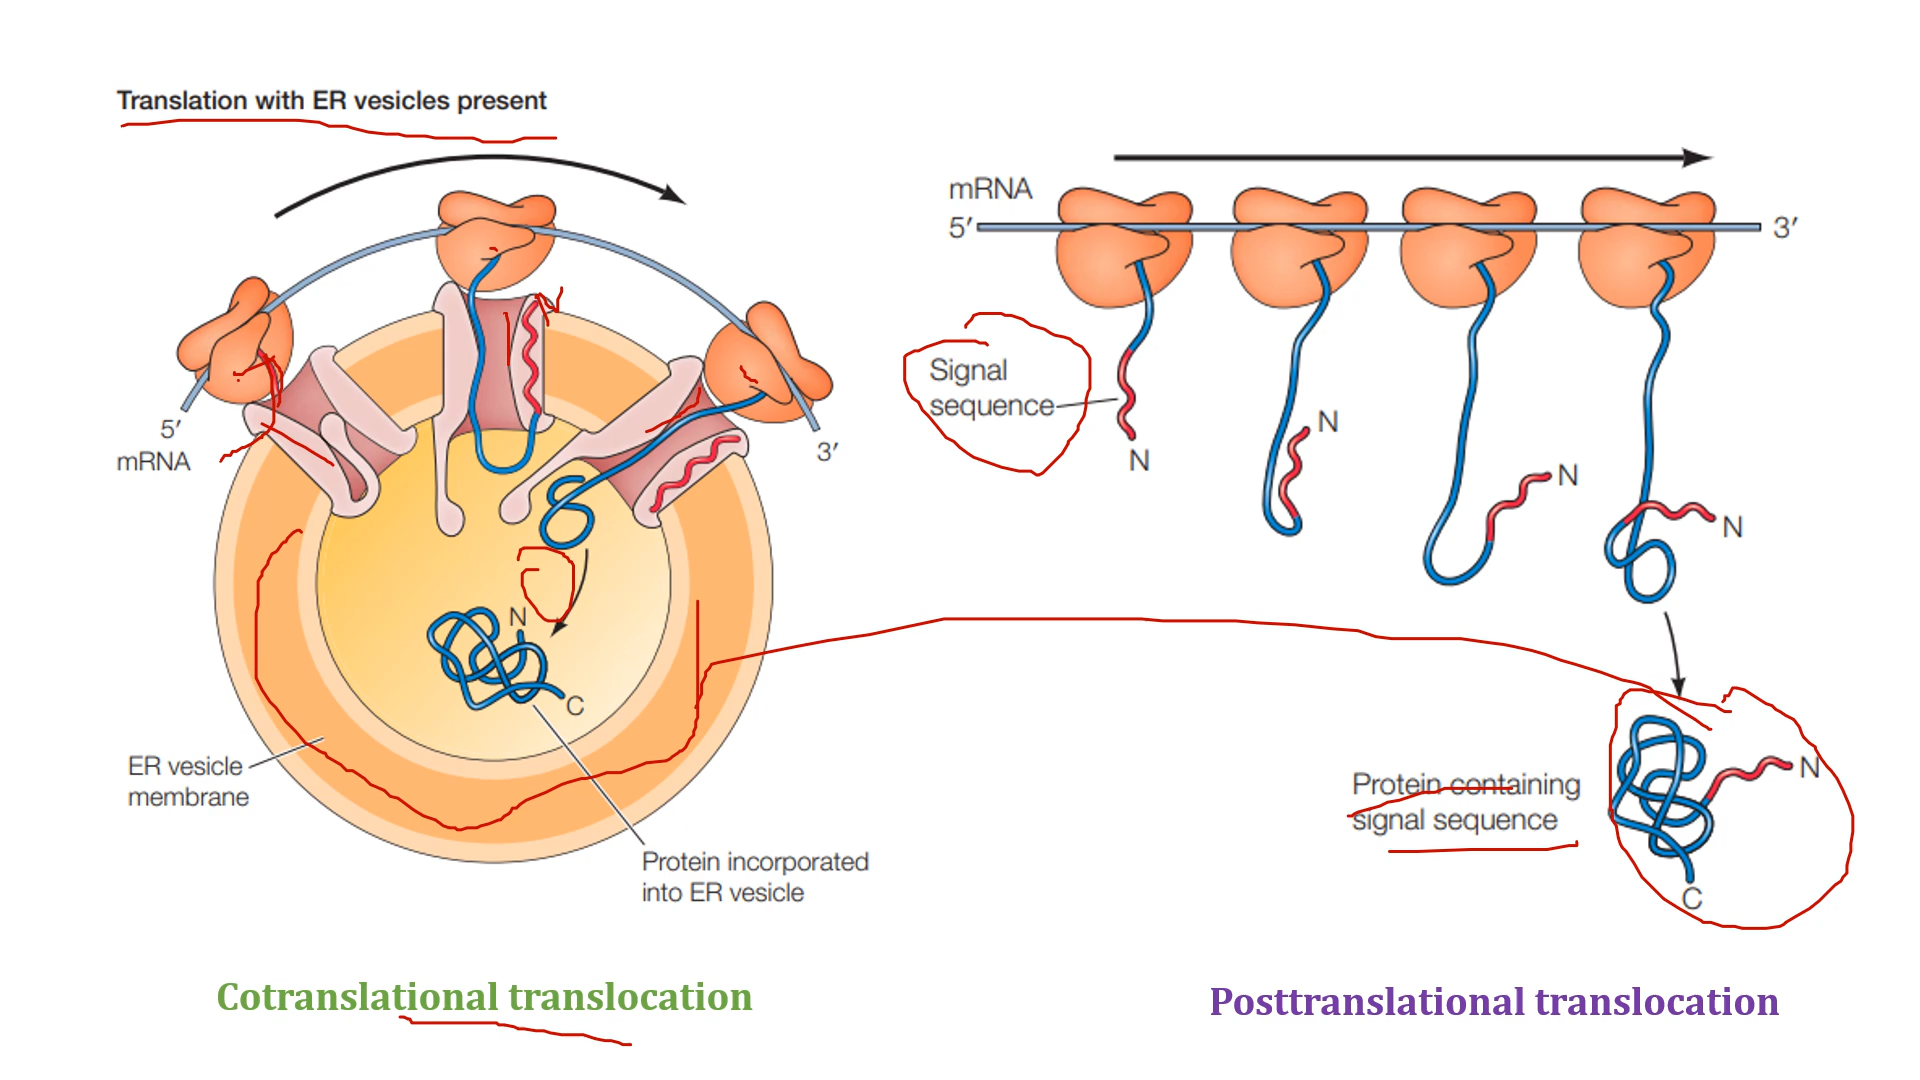 Translation with ER vesicles present
5′
mRNA
3′
N
C
ER vesicle
membrane
Protein incorporated
into ER vesicle
Cotranslational translocation
mRNA
5′
3′
Signal
sequence
N
N
N
N
Protein containing
signal sequence
N
C
Posttranslational translocation